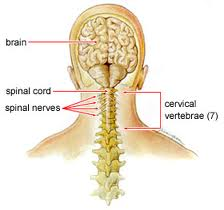 brain
spinal cord
spinal nerves
cervical
vertebrae (7)